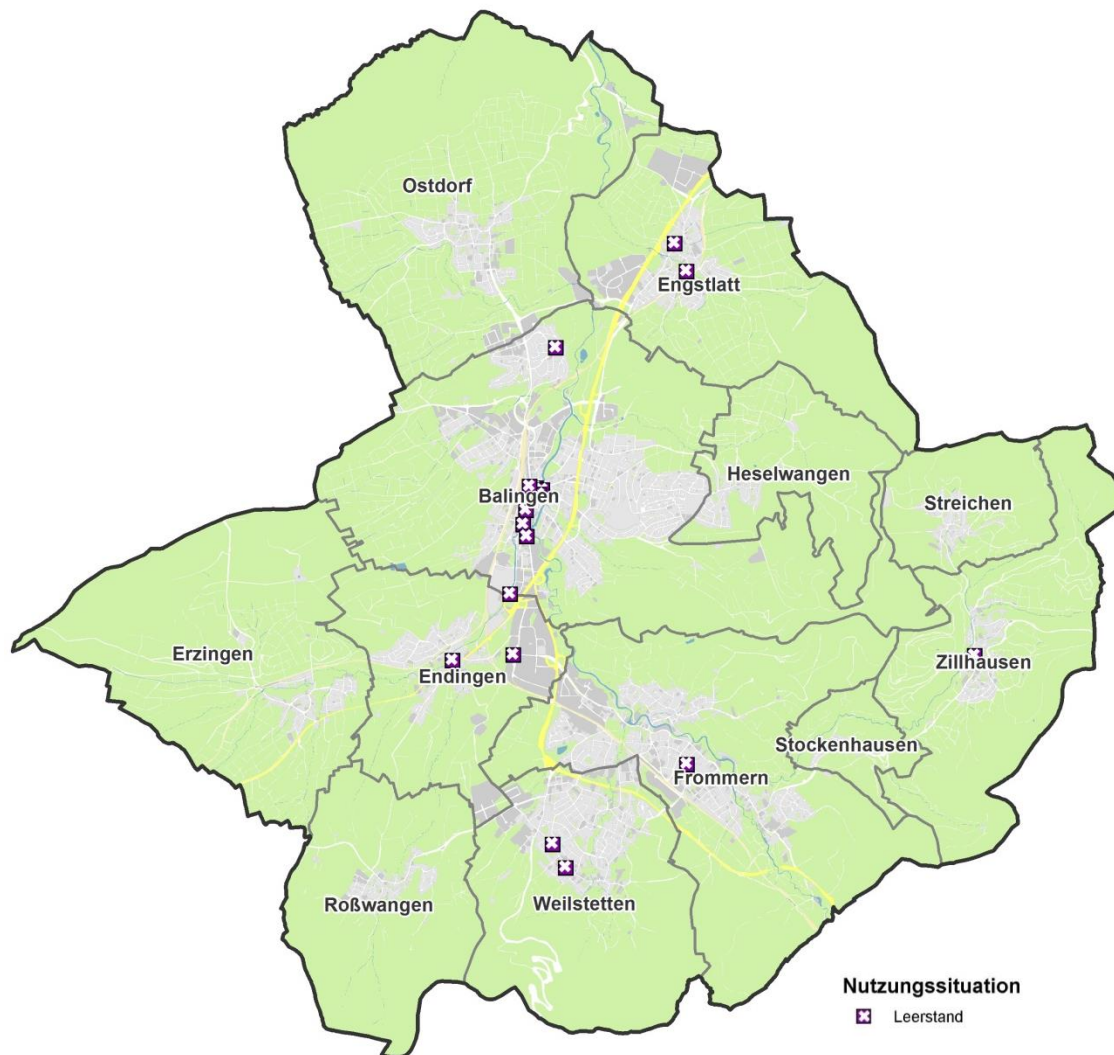 Ostdorf
Engstlatt
Heselwangen
Balingen
Streichen
Erzingen
Endingen
Zillhausen
Stockenhausen
Frommern
Roßwangen
Weilstetten
Nutzungssituation
Leerstand